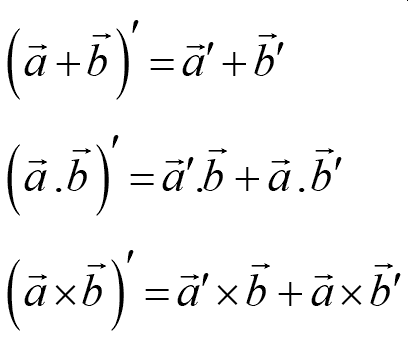 (a⃗ + b⃗)′ = a⃗′ + b⃗′
(a⃗ . b⃗)′ = a⃗′. b⃗ + a⃗ . b⃗′
(a⃗ × b⃗)′ = a⃗′ × b⃗ + a⃗ × b⃗′